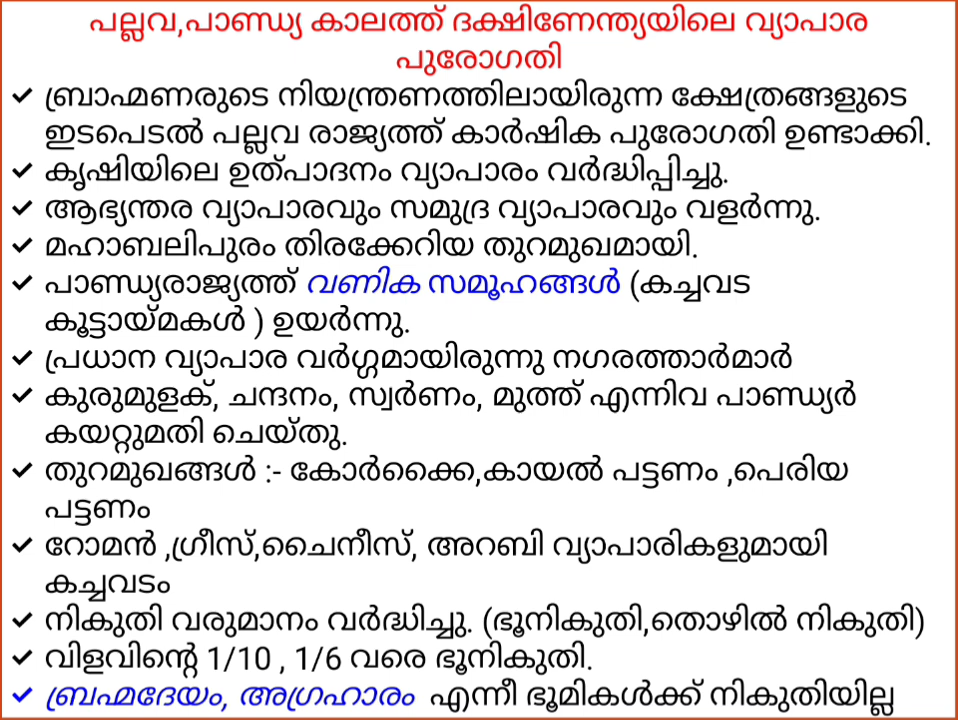 പല്ലവ,പാണ്ഡ്യ കാലത്ത് ദക്ഷിണേന്ത്യയിലെ വ്യാപാര
പുരോഗതി
✓ ബ്രാഹ്മണരുടെ നിയന്ത്രണത്തിലായിരുന്ന ക്ഷേത്രങ്ങളുടെ
ഇടപെടൽ പല്ലവ രാജ്യത്ത് കാർഷിക പുരോഗതി ഉണ്ടാക്കി.
✓ കൃഷിയിലെ ഉത്പാദനം വ്യാപാരം വർദ്ധിപ്പിച്ചു.
✓ ആഭ്യന്തര വ്യാപാരവും സമുദ്ര വ്യാപാരവും വളർന്നു.
✓ മഹാബലിപുരം തിരക്കേറിയ തുറമുഖമായി.
✓ പാണ്ഡ്യരാജ്യത്ത് വണിക സമൂഹങ്ങൾ (കച്ചവട
കൂട്ടായ്മകൾ ) ഉയർന്നു.
✓ പ്രധാന വ്യാപാര വർഗ്ഗമായിരുന്നു നഗരത്താർമാർ
✓ കുരുമുളക്, ചന്ദനം, സ്വർണം, മുത്ത് എന്നിവ പാണ്ഡ്യർ
കയറ്റുമതി ചെയ്തു.
✓ തുറമുഖങ്ങൾ :- കോർക്കൈ,കായൽ പട്ടണം ,പെരിയ
പട്ടണം
✓ റോമൻ ,ഗ്രീസ്,ചൈനീസ്, അറബി വ്യാപാരികളുമായി
കച്ചവടം
✓ നികുതി വരുമാനം വർദ്ധിച്ചു. (ഭൂനികുതി,തൊഴിൽ നികുതി)
✓ വിളവിന്റെ 1/10 , 1/6 വരെ ഭൂനികുതി.
✓ ബ്രഹ്മദേയം, അഗ്രഹാരം എന്നീ ഭൂമികൾക്ക് നികുതിയില്ല